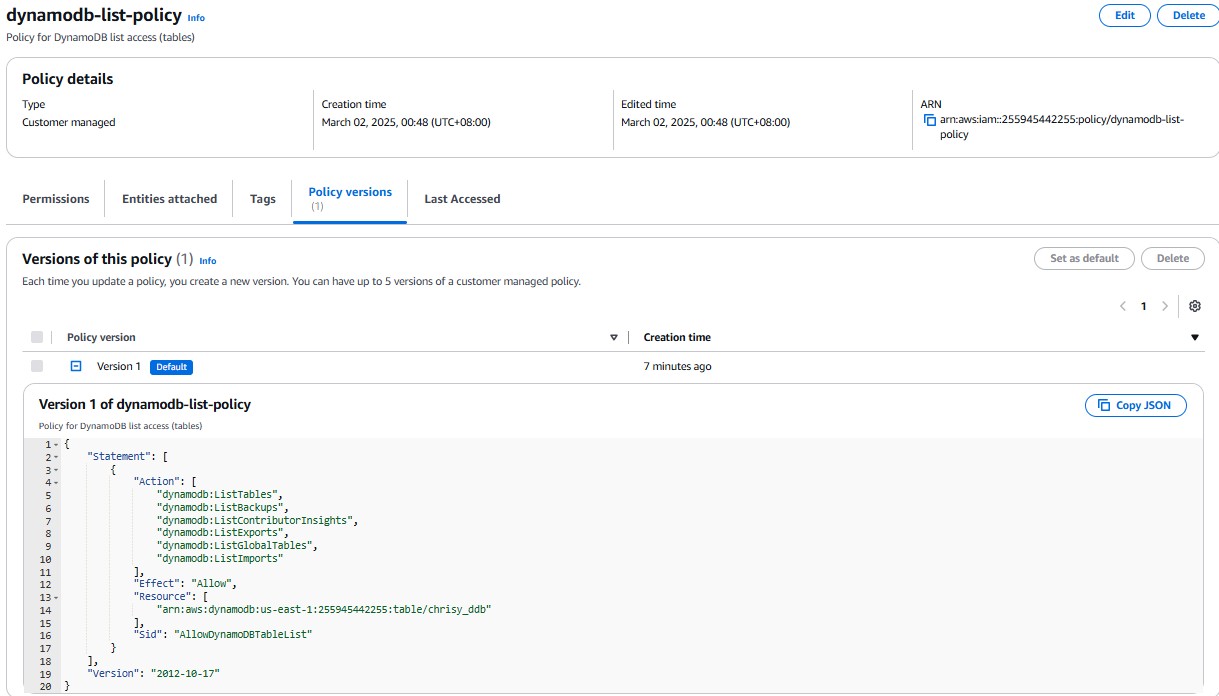 dynamodb-list-policy Info
Edit
Delete
Policy for DynamoDB list access (tables)
Policy details
Type
Customer managed
Creation time
March 02, 2025, 00:48 (UTC+08:00)
Edited time
March 02, 2025, 00:48 (UTC+08:00)
ARN
arn:aws:iam::255945442255:policy/dynamodb-list-
policy
Permissions
Entities attached
Tags
Policy versions
(1)
Last Accessed
Versions of this policy (1) Info
Set as default
Delete
Each time you update a policy, you create a new version. You can have up to 5 versions of a customer managed policy.
1
Policy version
Creation time
Version 1 Default
7 minutes ago
Version 1 of dynamodb-list-policy
Copy JSON
Policy for DynamoDB list access (tables)
1 {
2 "Statement": [
3 {
4 "Action": [
5 "dynamodb:ListTables",
6 "dynamodb:ListBackups",
7 "dynamodb:ListContributorInsights",
8 "dynamodb:ListExports",
9 "dynamodb:ListGlobalTables",
10 "dynamodb:ListImports"
11 ],
12 "Effect": "Allow",
13 "Resource": [
14 "arn:aws:dynamodb:us-east-1:255945442255:table/chrisy_ddb"
15 ],
16 "Sid": "AllowDynamoDBTableList"
17 }
18 ],
19 "Version": "2012-10-17"
20 }